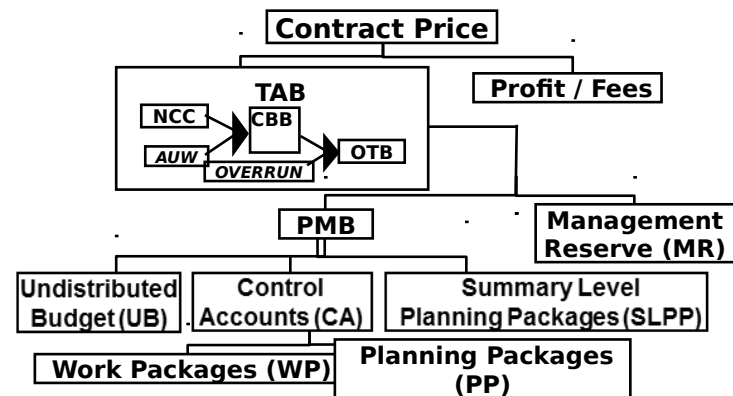 Contract Price
TAB
Profit / Fees
NCC
CBB
AUW
OVERRUN
OTB
PMB
Management
Reserve (MR)
Undistributed
Budget (UB)
Control
Accounts (CA)
Summary Level
Planning Packages (SLPP)
Work Packages (WP)
Planning Packages
(PP)